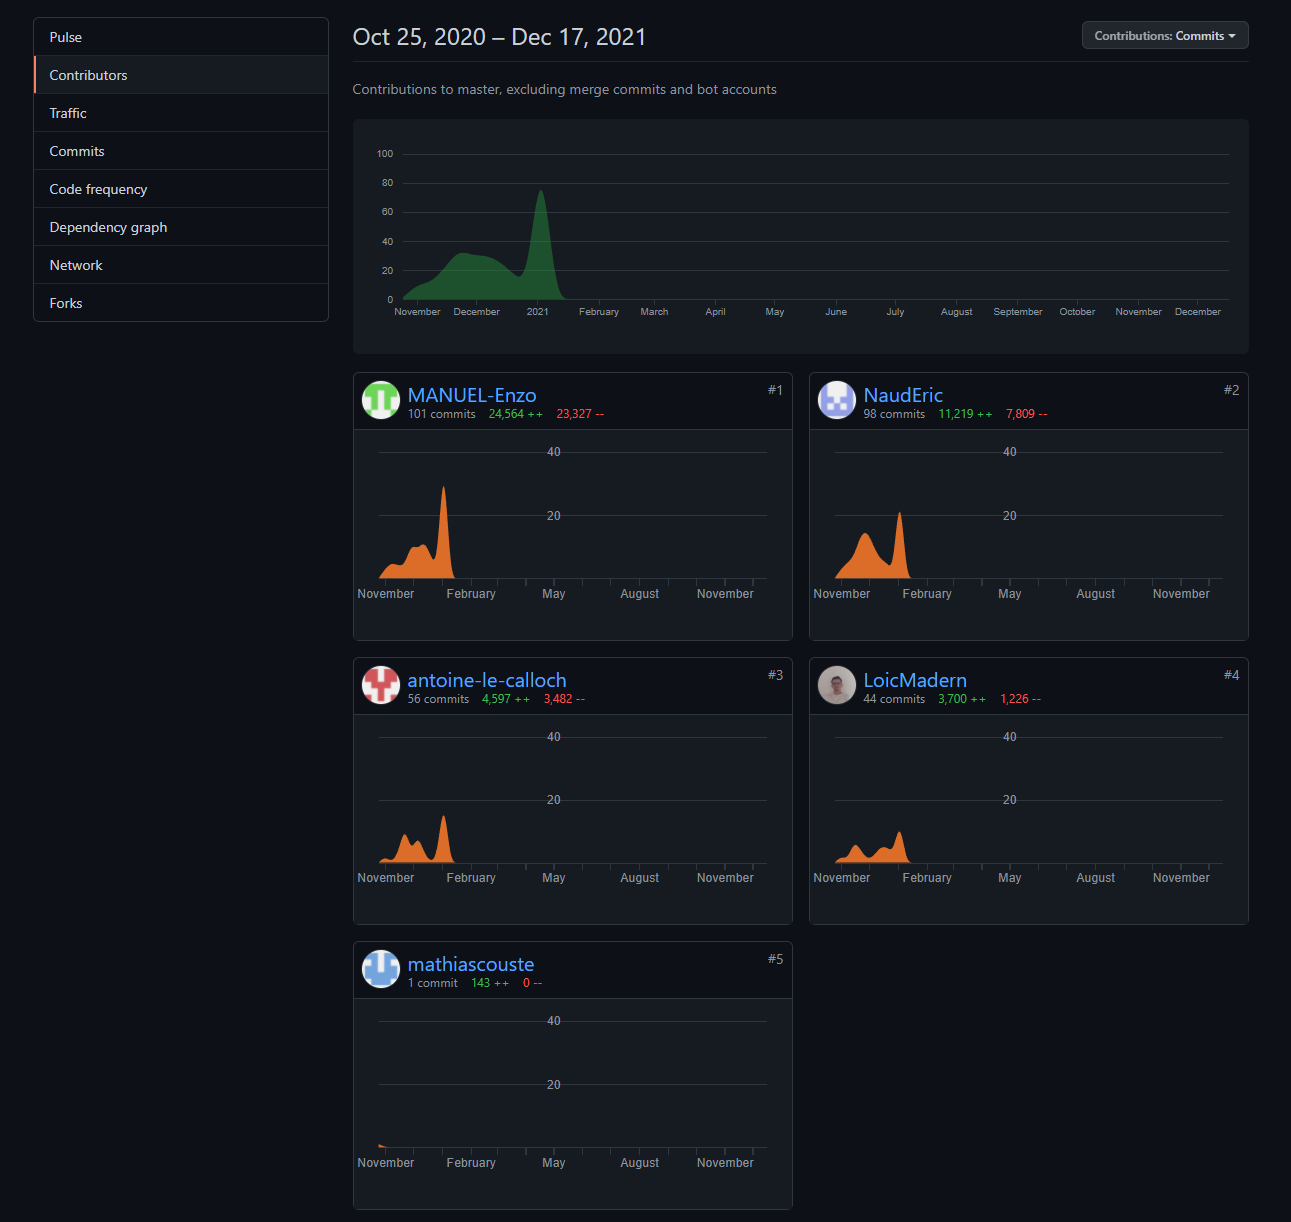 Pulse
Contributors
Traffic
Commits
Code frequency
Dependency graph
Network
Forks
Oct 25, 2020 – Dec 17, 2021
Contributions: Commits
Contributions to master, excluding merge commits and bot accounts
100
80
60
40
20
0
November December 2021 February March April May June July August September October November December
MANUEL-Enzo #1
101 commits 24,564 ++ 23,327 --
40
20
November February May August November
NaudEric #2
98 commits 11,219 ++ 7,809 --
40
20
November February May August November
antoine-le-calloch #3
56 commits 4,597 ++ 3,482 --
40
20
November February May August November
LoicMadern #4
44 commits 3,700 ++ 1,226 --
40
20
November February May August November
mathiascouste #5
1 commit 143 ++ 0 --
40
20
November February May August November